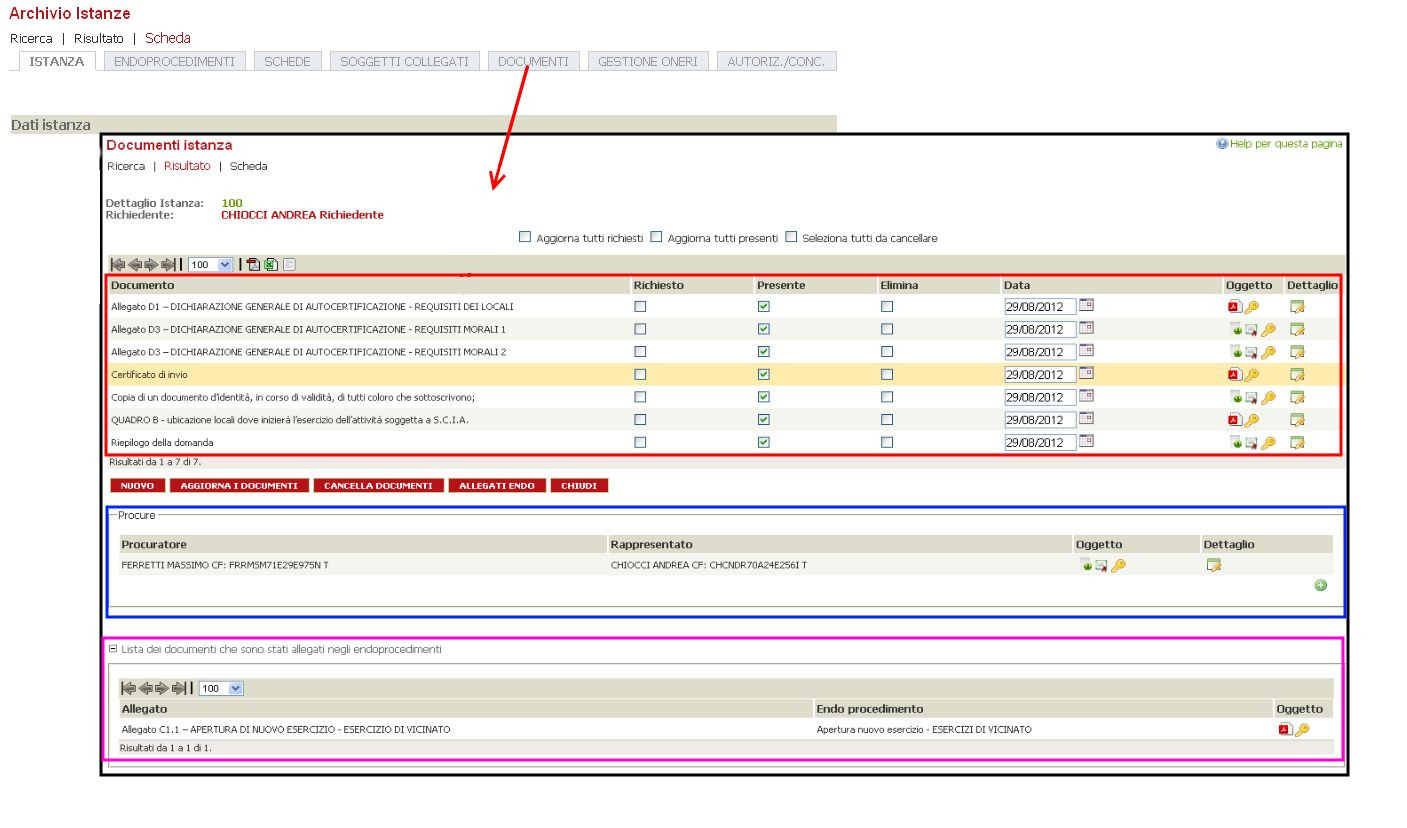 Archivio Istanze
Ricerca | Risultato | Scheda
ISTANZA ENDOPROCEDIMENTI SCHEDE SOGGETTI COLLEGATI DOCUMENTI GESTIONE ONERI AUTORIZ./CONC.
Dati istanza
Documenti istanza Help per questa pagina
Ricerca | Risultato | Scheda
Dettaglio Istanza: 100
Richiedente: CHIOCCI ANDREA Richiedente
Aggiorna tutti richiesti Aggiorna tutti presenti Seleziona tutti da cancellare
100
Documento Richiesto Presente Elimina Data Oggetto Dettaglio
Allegato D1 – DICHIARAZIONE GENERALE DI AUTOCERTIFICAZIONE - REQUISITI DEI LOCALI 29/08/2012
Allegato D3 – DICHIARAZIONE GENERALE DI AUTOCERTIFICAZIONE - REQUISITI MORALI 1 29/08/2012
Allegato D3 – DICHIARAZIONE GENERALE DI AUTOCERTIFICAZIONE - REQUISITI MORALI 2 29/08/2012
Certificato di invio 29/08/2012
Copia di un documento d'identità, in corso di validità, di tutti coloro che sottoscrivono; 29/08/2012
QUADRO B - ubicazione locali dove inizierà l'esercizio dell'attività soggetta a S.C.I.A. 29/08/2012
Riepilogo della domanda 29/08/2012
Risultati da 1 a 7 di 7.
NUOVO AGGIORNA I DOCUMENTI CANCELLA DOCUMENTI ALLEGATI ENDO CHIUDI
Procure
Procuratore Rappresentato Oggetto Dettaglio
FERRETTI MASSIMO CF: FRRMSM71E29E975N T CHIOCCI ANDREA CF: CHCNDR70A24E256I T
Lista dei documenti che sono stati allegati negli endoprocedimenti
100
Allegato Endo procedimento Oggetto
Allegato C1.1 – APERTURA DI NUOVO ESERCIZIO - ESERCIZIO DI VICINATO Apertura nuovo esercizio - ESERCIZI DI VICINATO
Risultati da 1 a 1 di 1.